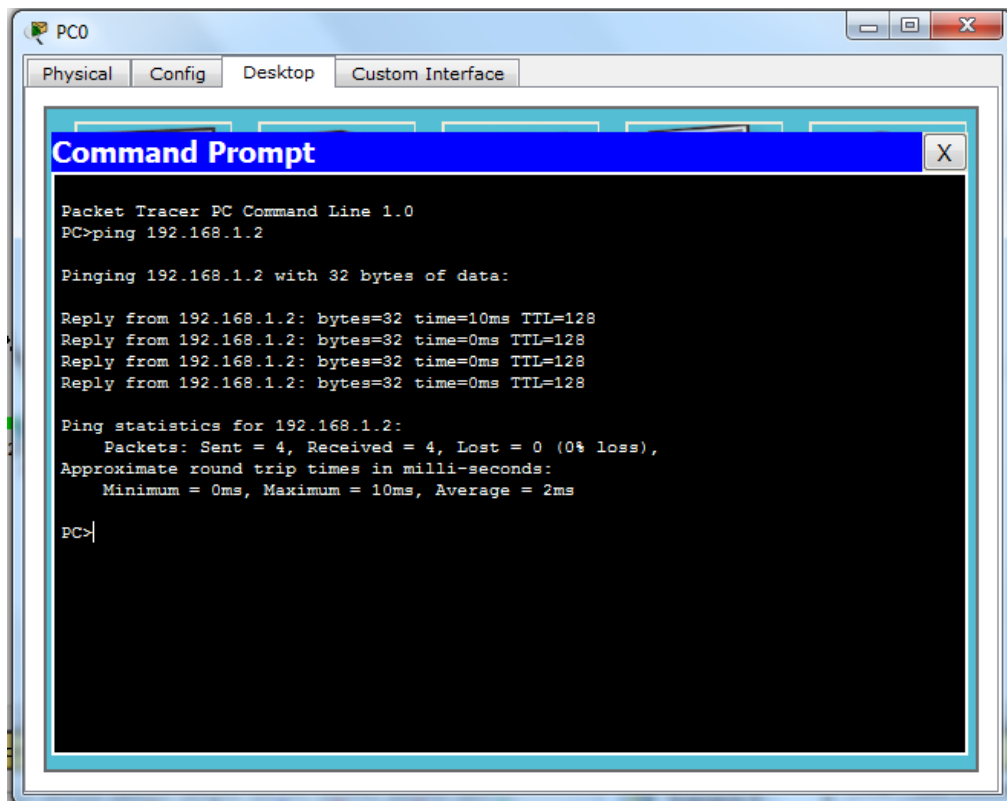 PC0
X
Physical Config Desktop Custom Interface
Command Prompt
X
Packet Tracer PC Command Line 1.0
PC>ping 192.168.1.2
Pinging 192.168.1.2 with 32 bytes of data:
Reply from 192.168.1.2: bytes=32 time=10ms TTL=128
Reply from 192.168.1.2: bytes=32 time=0ms TTL=128
Reply from 192.168.1.2: bytes=32 time=0ms TTL=128
Reply from 192.168.1.2: bytes=32 time=0ms TTL=128
Ping statistics for 192.168.1.2:
Packets: Sent = 4, Received = 4, Lost = 0 (0% loss),
Approximate round trip times in milli-seconds:
Minimum = 0ms, Maximum = 10ms, Average = 2ms
PC>